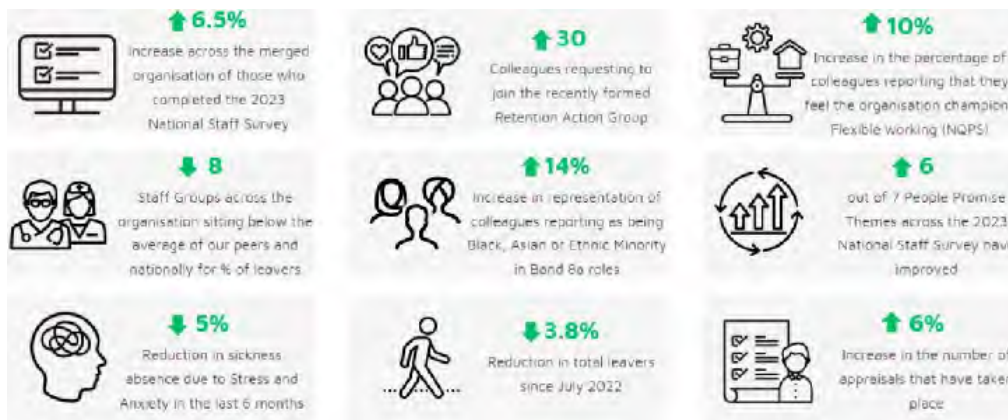 6.5%
Increase across the merged
organisation of those who
completed the 2023
National Staff Survey
30
Colleagues requesting to
join the recently formed
Retention Action Group
10%
Increase in the percentage of
colleagues reporting that they
feel the organisation champion
Flexible working (NQPS)
8
Staff Groups across the
organisation sitting below the
average of our peers and
nationally for % of leavers
14%
Increase in representation of
colleagues reporting as being
Black, Asian or Ethnic Minority
in Band 8a roles
6
out of 7 People Promise
Themes across the 2023
National Staff Survey hav
improved
5%
Reduction in sickness
absence due to Stress and
Anxiety in the last 6 months
3.8%
Reduction in total leavers
since July 2022
6%
Increase in the number of
appraisals that have taken
place